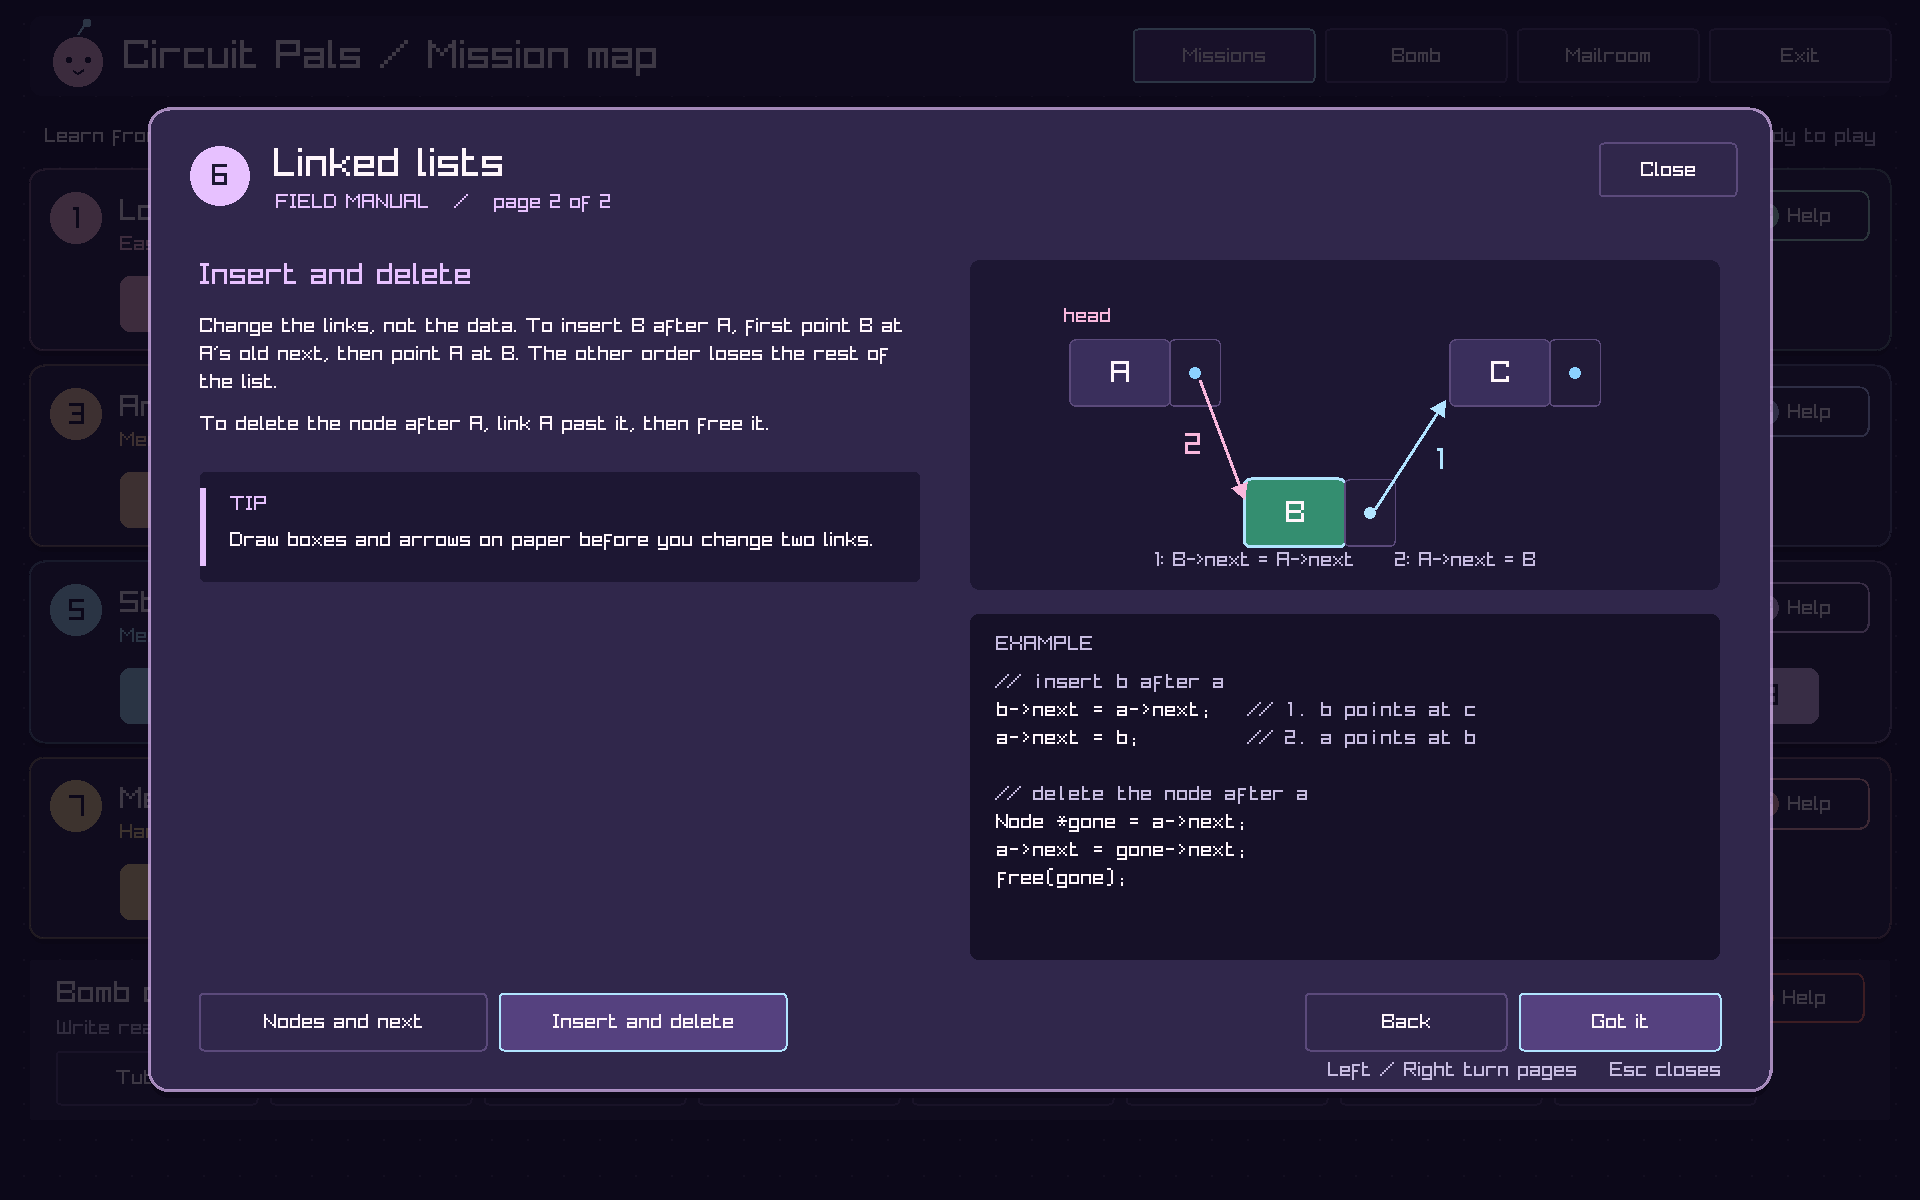 Circuit Pals / Mission map
Missions
Bomb
Mailroom
Exit
6
Linked lists
FIELD MANUAL / page 2 of 2
Close
Insert and delete
Change the links, not the data. To insert B after A, first point B at
A's old next, then point A at B. The other order loses the rest of
the list.
To delete the node after A, link A past it, then free it.
TIP
Draw boxes and arrows on paper before you change two links.
head
A
C
2
1
B
1: B->next = A->next 2: A->next = B
EXAMPLE
// insert b after a
b->next = a->next; // 1. b points at c
a->next = b; // 2. a points at b
// delete the node after a
Node *gone = a->next;
a->next = gone->next;
free(gone);
Nodes and next
Insert and delete
Back
Got it
Left / Right turn pages Esc closes
Learn
dy to play
1
Help
3
Help
5
Help
7
Help
Bomb
Write
Help